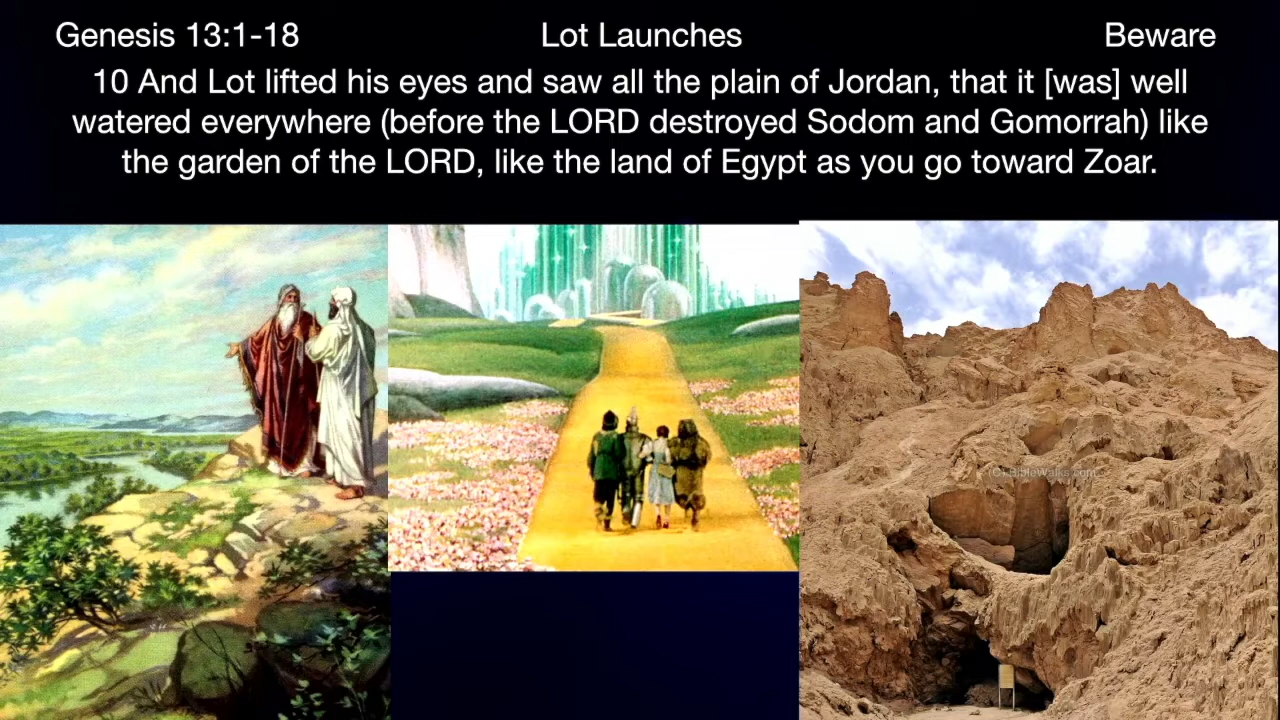 Genesis 13:1-18 Lot Launches Beware
10 And Lot lifted his eyes and saw all the plain of Jordan, that it [was] well
watered everywhere (before the LORD destroyed Sodom and Gomorrah) like
the garden of the LORD, like the land of Egypt as you go toward Zoar.